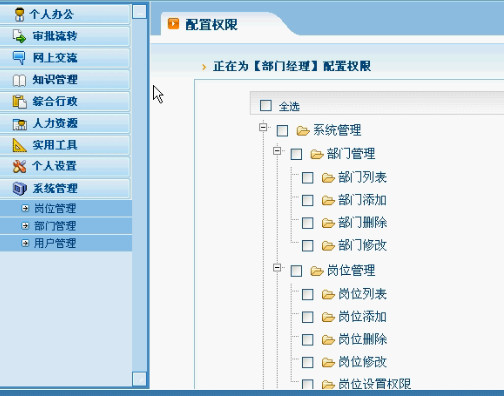 个人办公
审批流转
网上交流
知识管理
综合行政
人力资源
实用工具
个人设置
系统管理
岗位管理
部门管理
用户管理
配置权限
正在为【部门经理】配置权限
全选
系统管理
部门管理
部门列表
部门添加
部门删除
部门修改
岗位管理
岗位列表
岗位添加
岗位删除
岗位修改
岗位设置权限